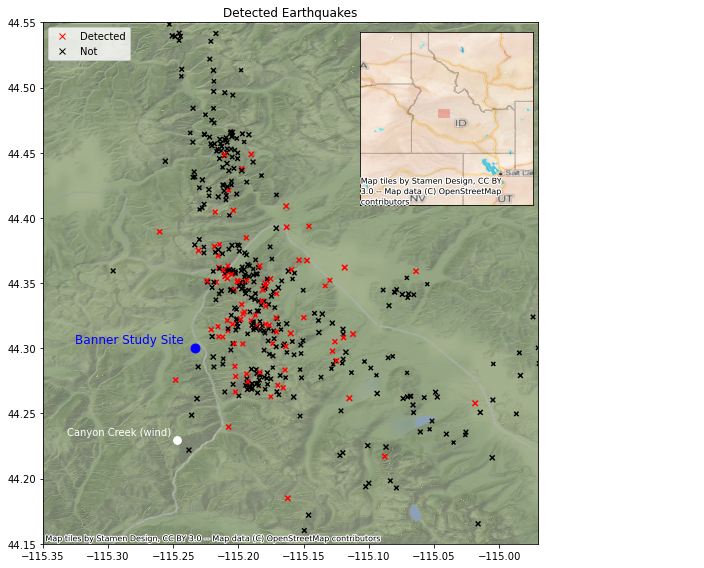 Detected Earthquakes
44.55
44.50
44.45
44.40
44.35
44.30
44.25
44.20
44.15
Detected
Not
ID
Salt Lak
NV
UT
Map tiles by Stamen Design, CC BY
3.0 -- Map data (C) OpenStreetMap
contributors
Banner Study Site
Canyon Creek (wind)
Map tiles by Stamen Design, CC BY 3.0 -- Map data (C) OpenStreetMap contributors
−115.35
−115.30
−115.25
−115.20
−115.15
−115.10
−115.05
−115.00